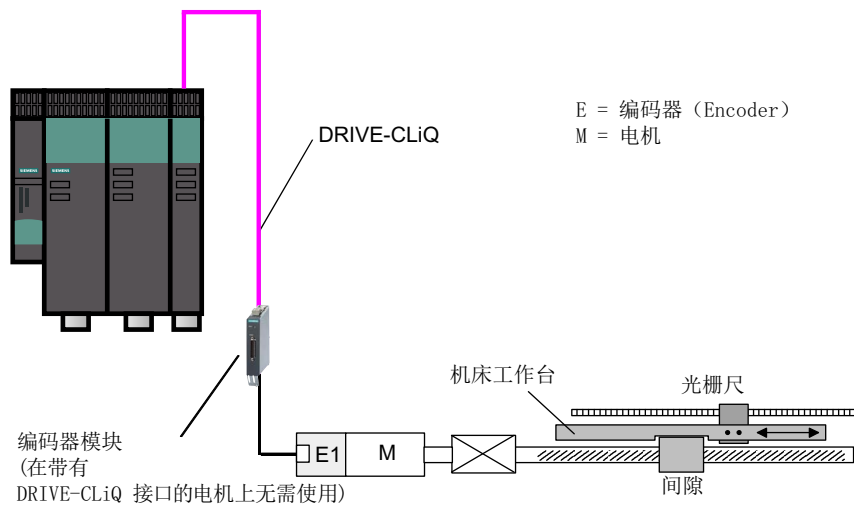 E = 编码器（Encoder）
M = 电机
DRIVE-CLiQ
SIEMENS SIEMENS
机床工作台
光栅尺
编码器模块
(在带有
DRIVE-CLiQ 接口的电机上无需使用)
E1 M
间隙